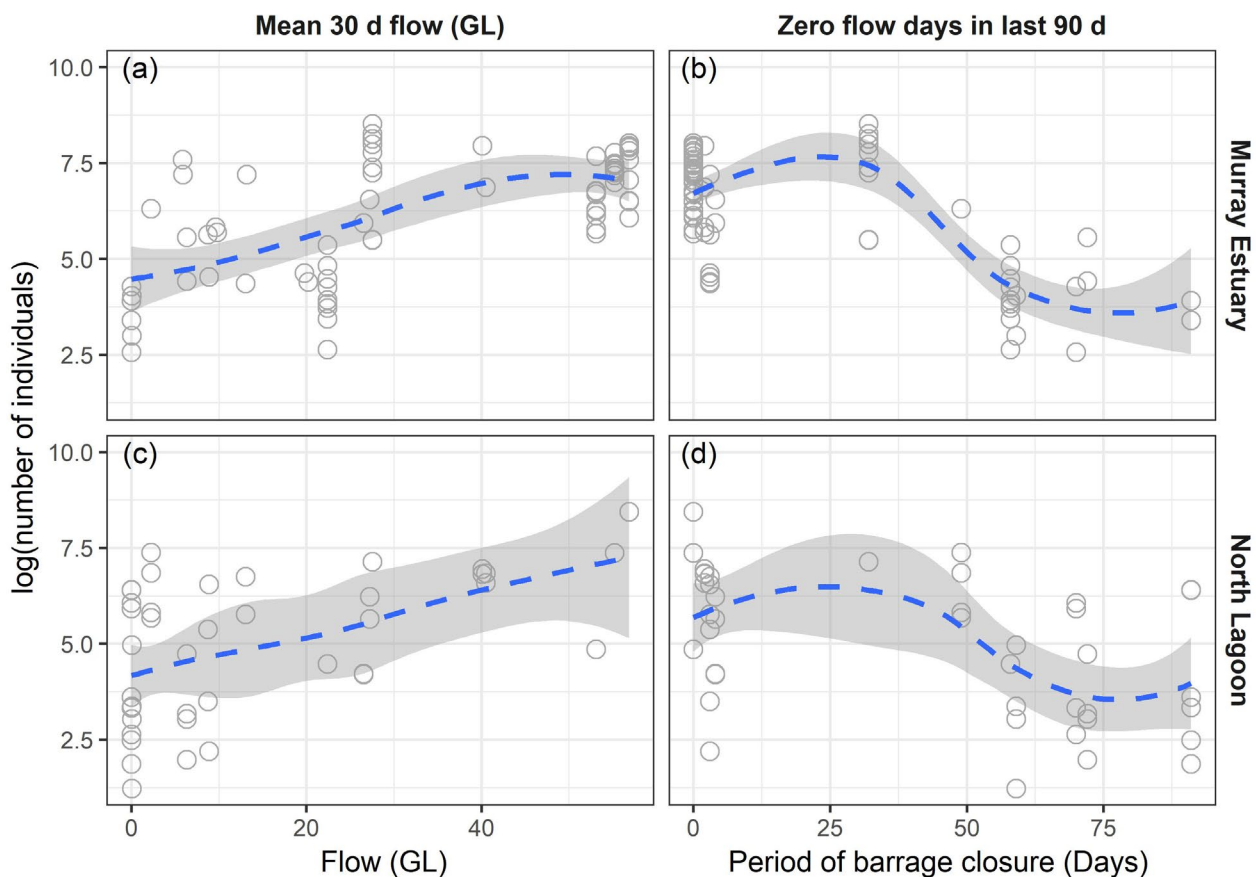 Mean 30 d flow (GL)
Zero flow days in last 90 d
(a)
(b)
10.0
7.5
5.0
2.5
Murray Estuary
(c)
(d)
10.0
7.5
5.0
2.5
North Lagoon
log(number of individuals)
0
20
40
0
25
50
75
Flow (GL)
Period of barrage closure (Days)